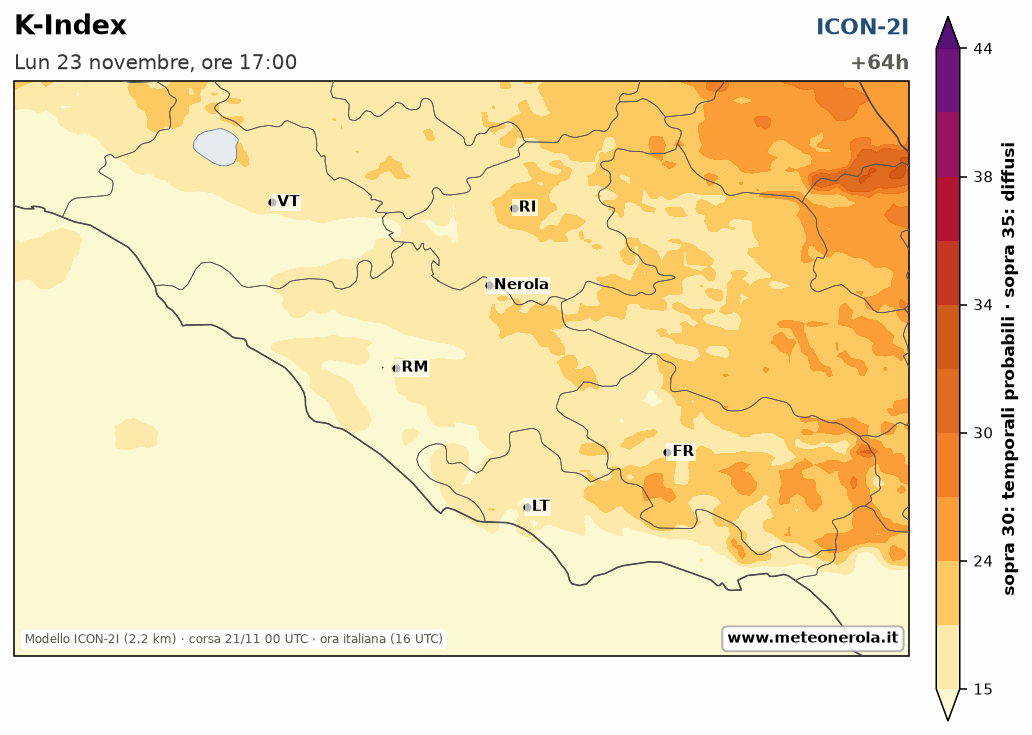 K-Index
ICON-2I
Lun 23 novembre, ore 17:00
+64h
44
38
34
30
24
15
sopra 30: temporali probabili · sopra 35: diffusi
VT
RI
Nerola
RM
FR
LT
Modello ICON-2I (2,2 km) · corsa 21/11 00 UTC · ora italiana (16 UTC)
www.meteonerola.it